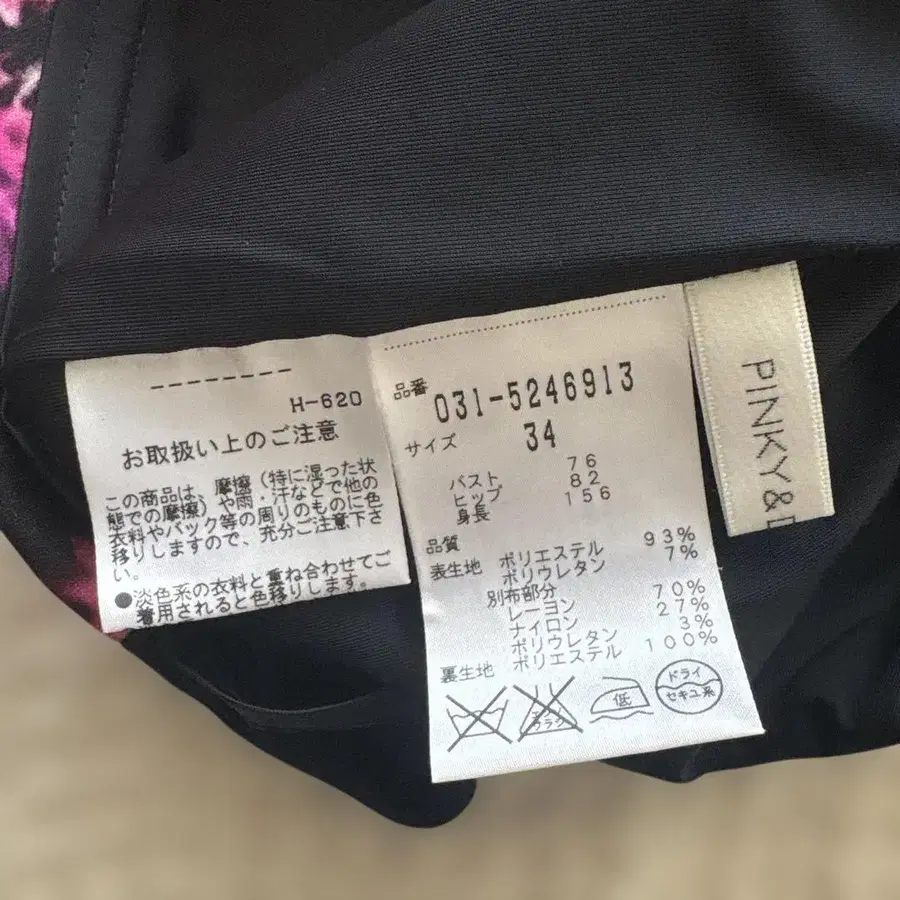 --------
H-620
お取扱い上のご注意
この商品は、摩擦（特に湿った状
態での摩擦）や雨・汗などで他の
衣料やバック等の周りのものに色
移りしますので、充分ご注意下さ
い。
●淡色系の衣料と重ね合わせてご
着用されると色移りします。
品番 031-5246913
サイズ 34
バスト 76
ヒップ 82
身長 156
品質
表生地 ポリエステル 93%
ポリウレタン 7%
別布部分
レーヨン 70%
ナイロン 27%
ポリウレタン 3%
裏生地 ポリエステル 100%
低
ドライ
セキユ系
PINKY&